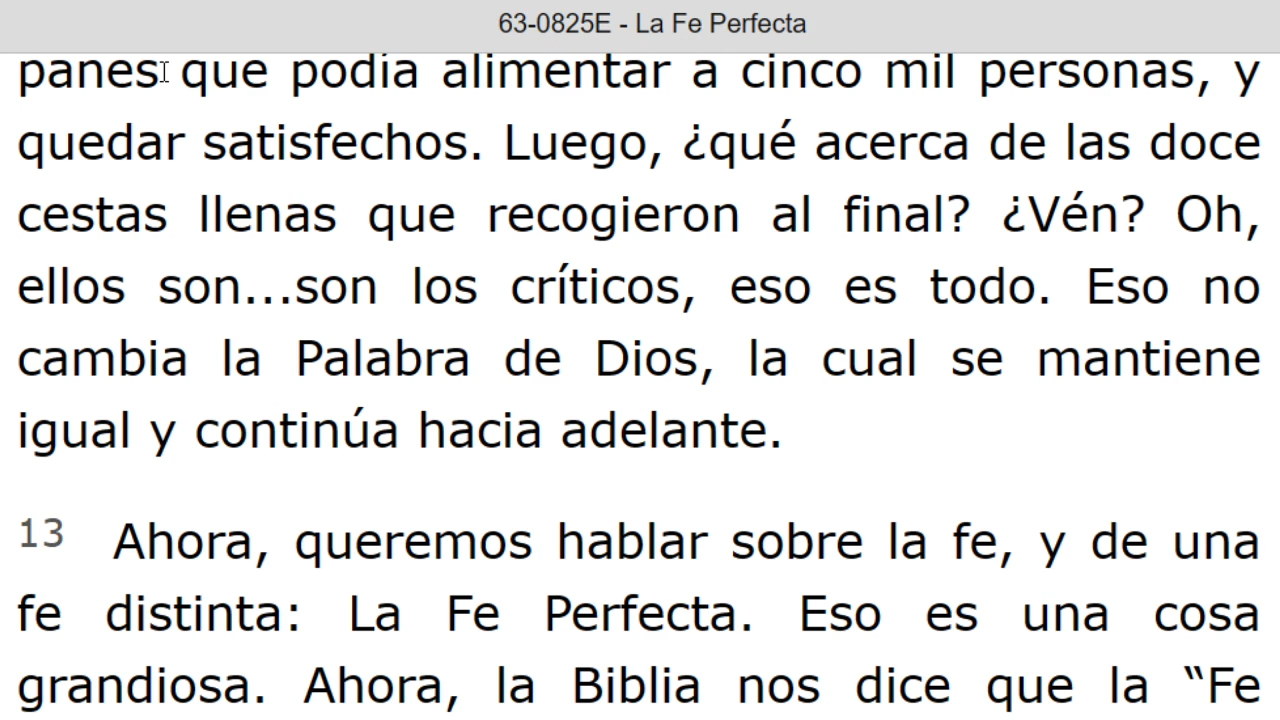 63-0825E - La Fe Perfecta
panes que podía alimentar a cinco mil personas, y
quedar satisfechos. Luego, ¿qué acerca de las doce
cestas llenas que recogieron al final? ¿Vén? Oh,
ellos son...son los críticos, eso es todo. Eso no
cambia la Palabra de Dios, la cual se mantiene
igual y continúa hacia adelante.
13 Ahora, queremos hablar sobre la fe, y de una
fe distinta: La Fe Perfecta. Eso es una cosa
grandiosa. Ahora, la Biblia nos dice que la “Fe